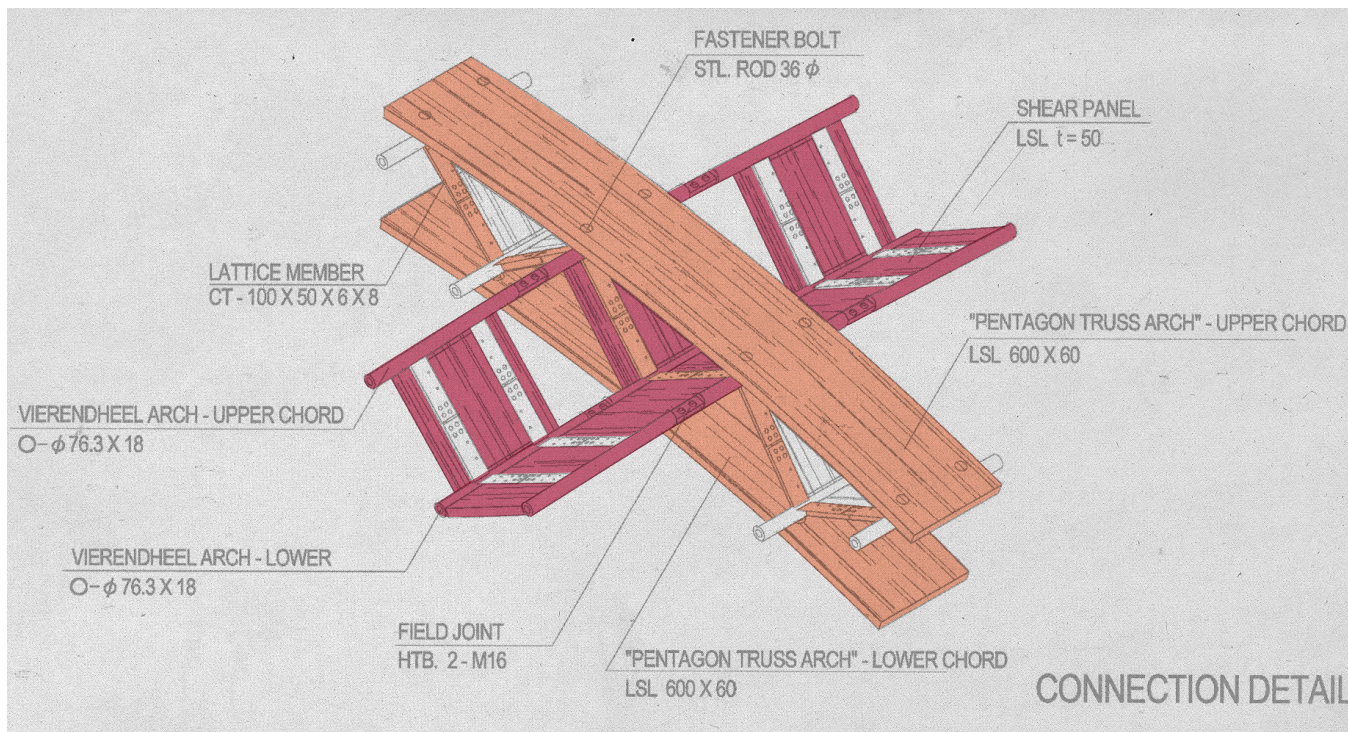 FASTENER BOLT
STL. ROD 36 ϕ
SHEAR PANEL
LSL t = 50
LATTICE MEMBER
CT - 100 X 50 X 6 X 8
"PENTAGON TRUSS ARCH" - UPPER CHORD
LSL 600 X 60
VIERENDHEEL ARCH - UPPER CHORD
O- ϕ 76.3 X 18
VIERENDHEEL ARCH - LOWER
O- ϕ 76.3 X 18
FIELD JOINT
HTB. 2 - M16
"PENTAGON TRUSS ARCH" - LOWER CHORD
LSL 600 X 60
CONNECTION DETAIL